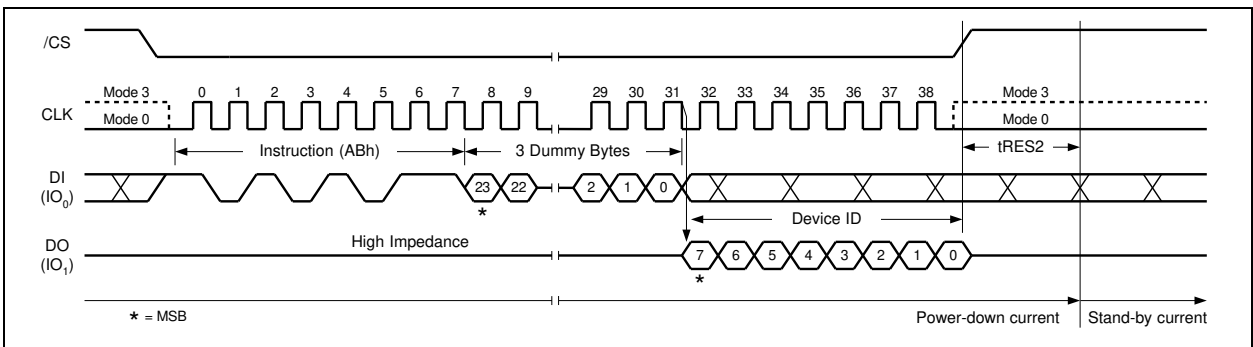 /CS
Mode 3 0 1 2 3 4 5 6 7 8 9 29 30 31 32 33 34 35 36 37 38 Mode 3
CLK
Mode 0 Mode 0
Instruction (ABh) 3 Dummy Bytes tRES2
DI
(IO0)
23 22 2 1 0
*
Device ID
High Impedance
DO
(IO1)
7 6 5 4 3 2 1 0
*
* = MSB
Power-down current Stand-by current